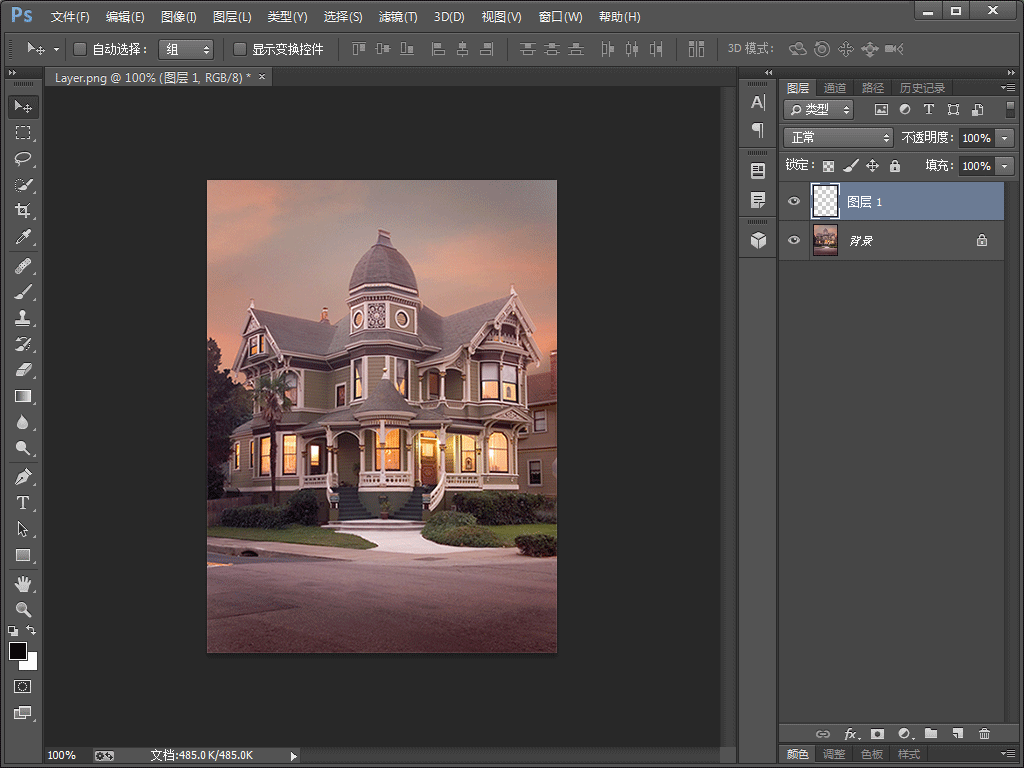 Ps 文件(F) 编辑(E) 图像(I) 图层(L) 类型(Y) 选择(S) 滤镜(T) 3D(D) 视图(V) 窗口(W) 帮助(H)
自动选择： 组 显示变换控件 3D 模式：
Layer.png @ 100% (图层 1, RGB/8) * ×
图层 通道 路径 历史记录
类型 T
正常 不透明度： 100%
锁定： 填充： 100%
图层 1
背景
A
T
fx
100% 文档:485.0K/485.0K
颜色 调整 色板 样式